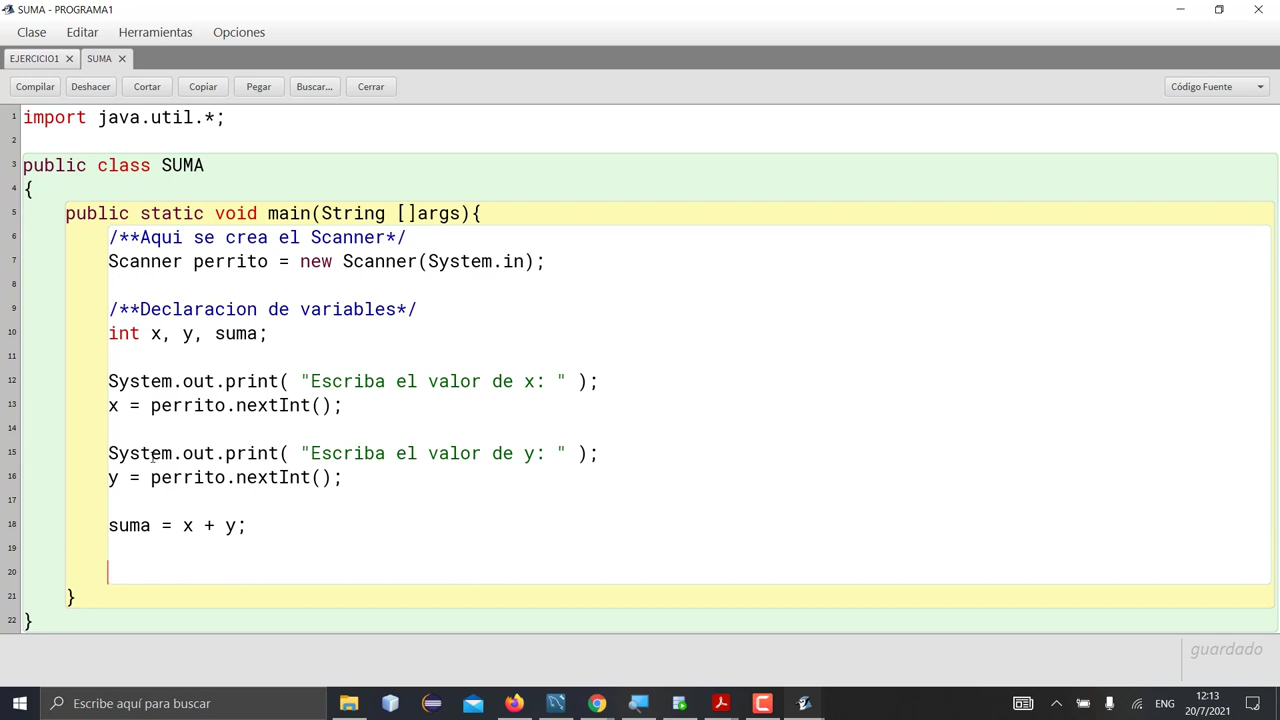 SUMA - PROGRAMA1
Clase Editar Herramientas Opciones
EJERCICIO1 SUMA
Compilar Deshacer Cortar Copiar Pegar Buscar... Cerrar Código Fuente
1 import java.util.*;
2
3 public class SUMA
4 {
5 public static void main(String []args){
6 /**Aqui se crea el Scanner*/
7 Scanner perrito = new Scanner(System.in);
8
9 /**Declaracion de variables*/
10 int x, y, suma;
11
12 System.out.print( "Escriba el valor de x: " );
13 x = perrito.nextInt();
14
15 System.out.print( "Escriba el valor de y: " );
16 y = perrito.nextInt();
17
18 suma = x + y;
19
20
21 }
22 }
guardado
Escribe aquí para buscar
ENG
12:13
20/7/2021